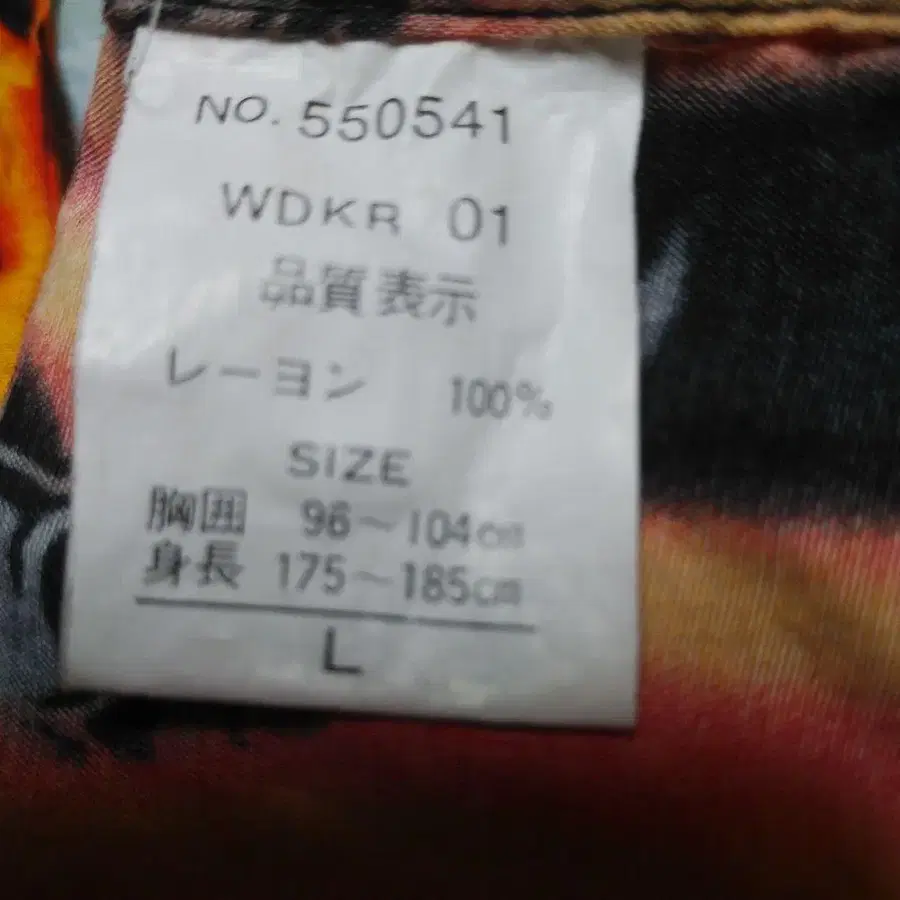 NO. 550541
WDKR 01
品質表示
レーヨン 100%
SIZE
胸囲 96～104cm
身長 175～185cm
L